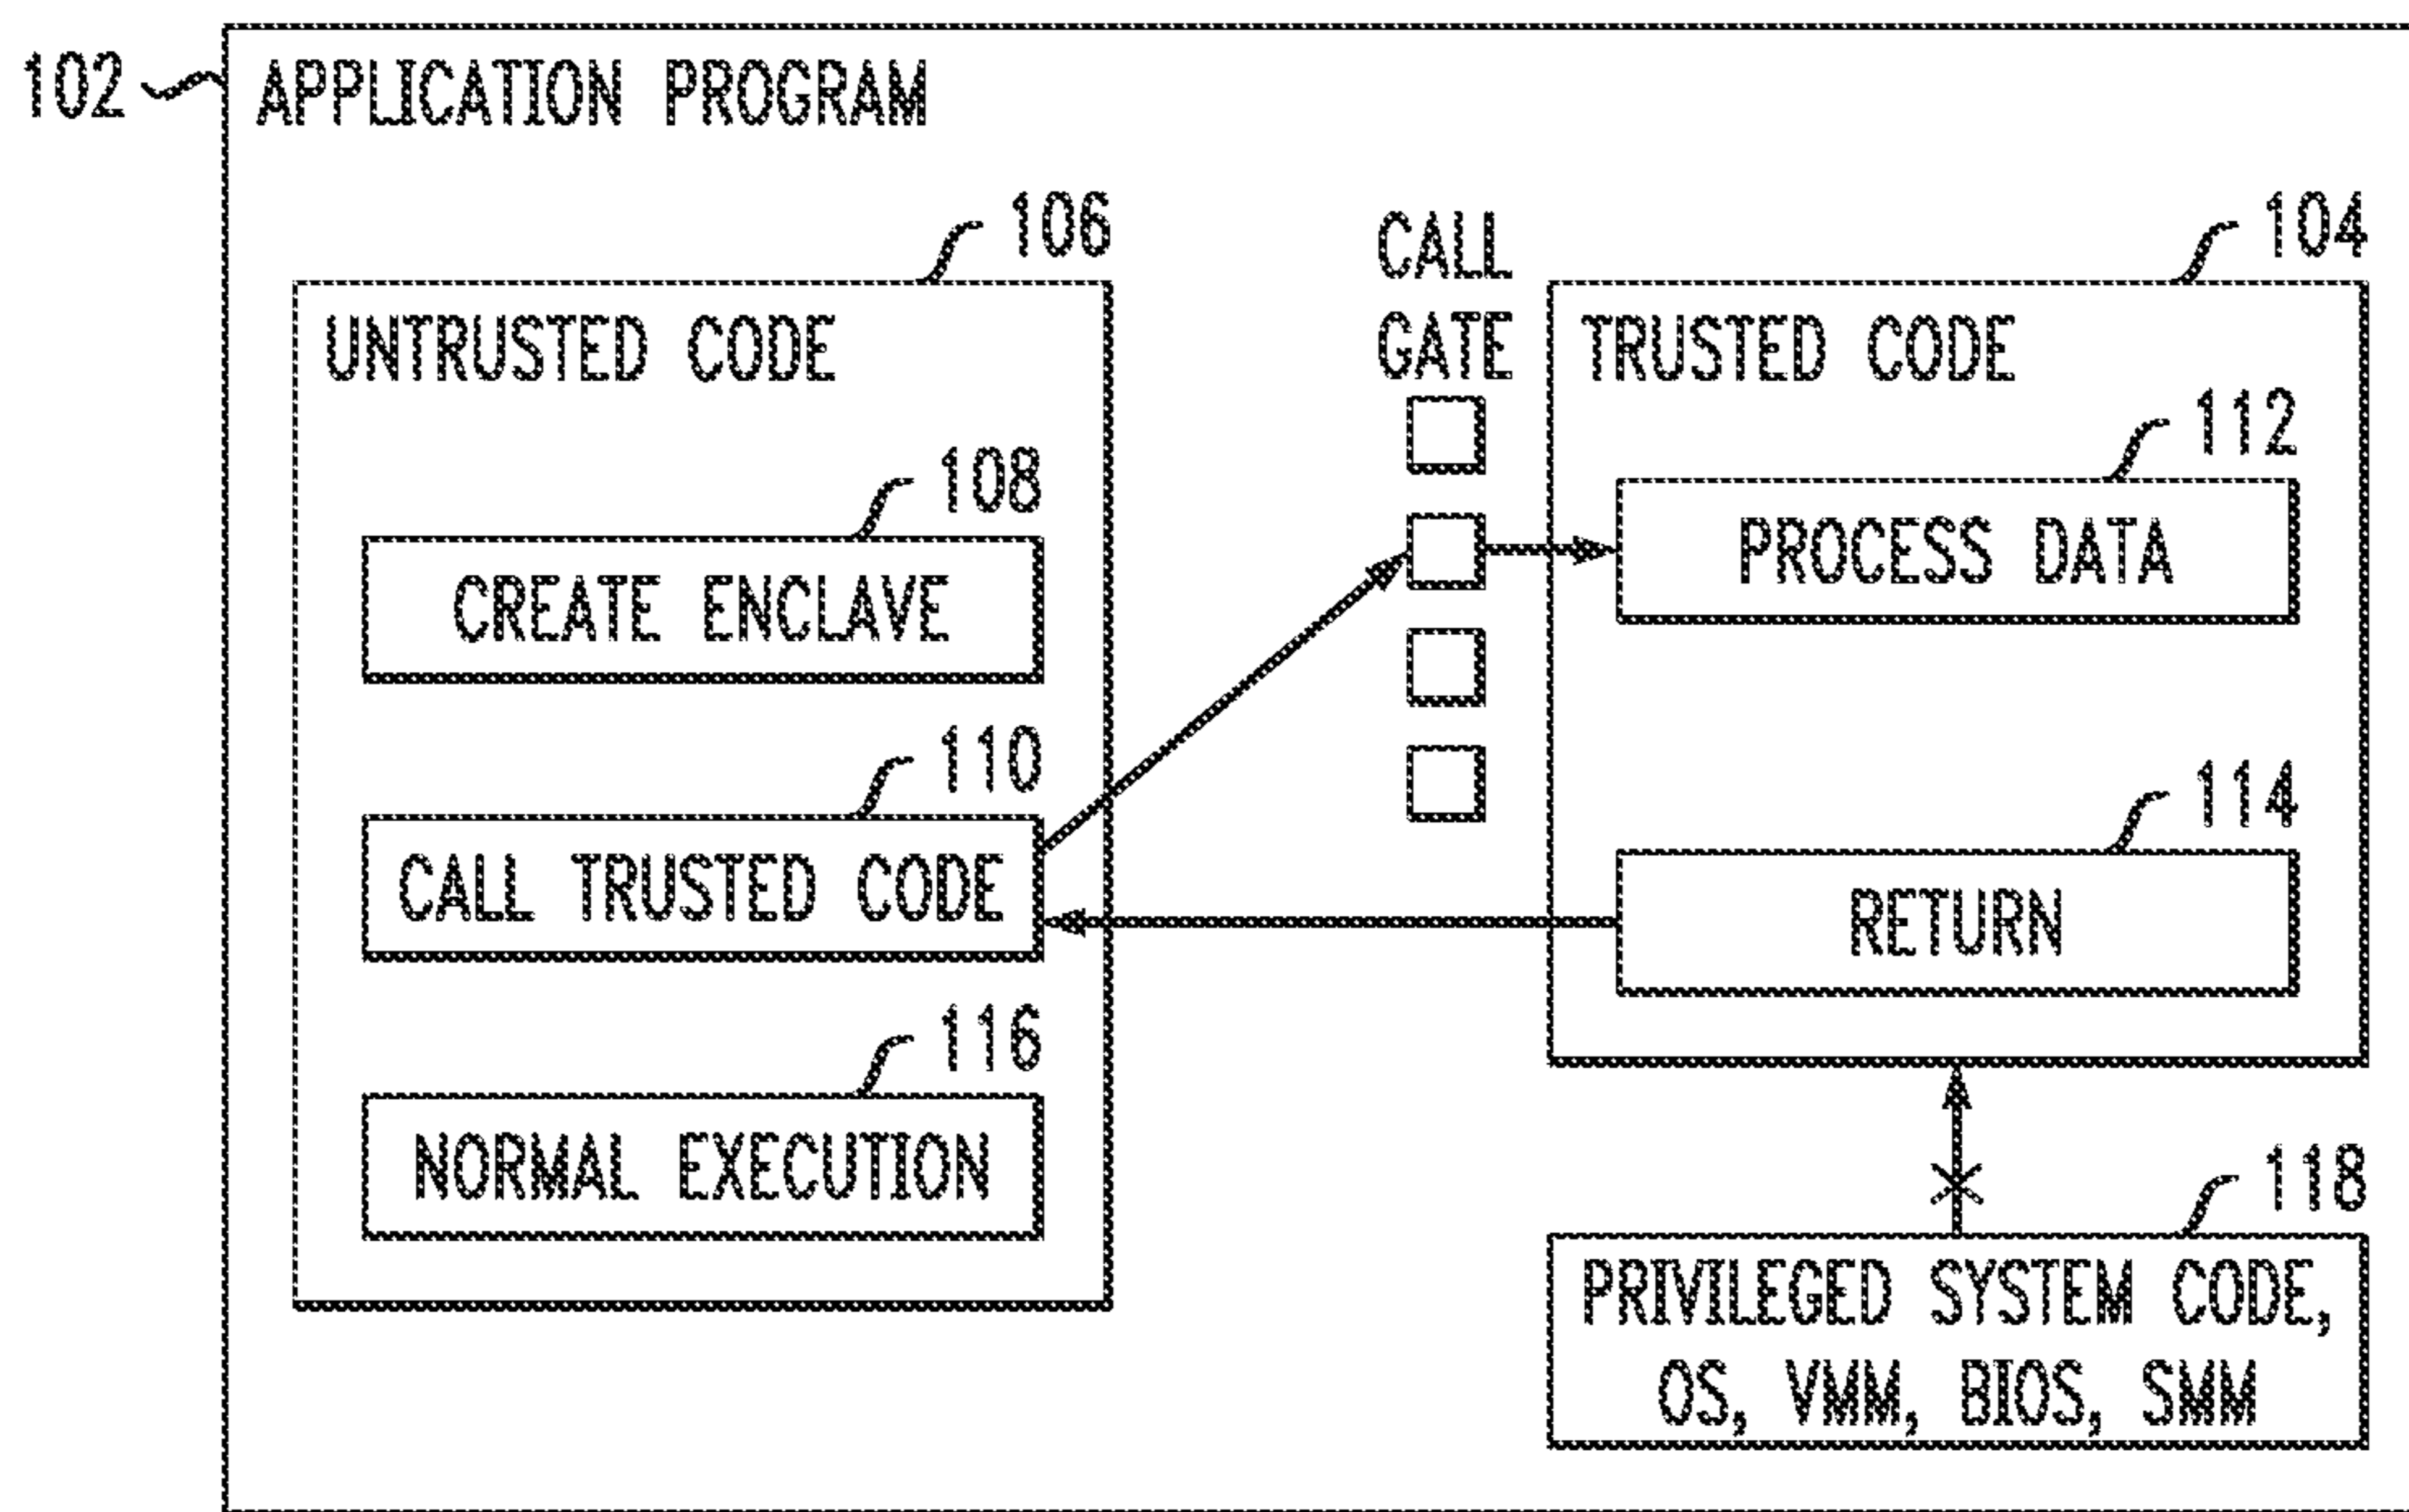 102
APPLICATION PROGRAM
106
UNTRUSTED CODE
108
CREATE ENCLAVE
110
CALL TRUSTED CODE
116
NORMAL EXECUTION
CALL
GATE
104
TRUSTED CODE
112
PROCESS DATA
114
RETURN
118
PRIVILEGED SYSTEM CODE,
OS, VMM, BIOS, SMM